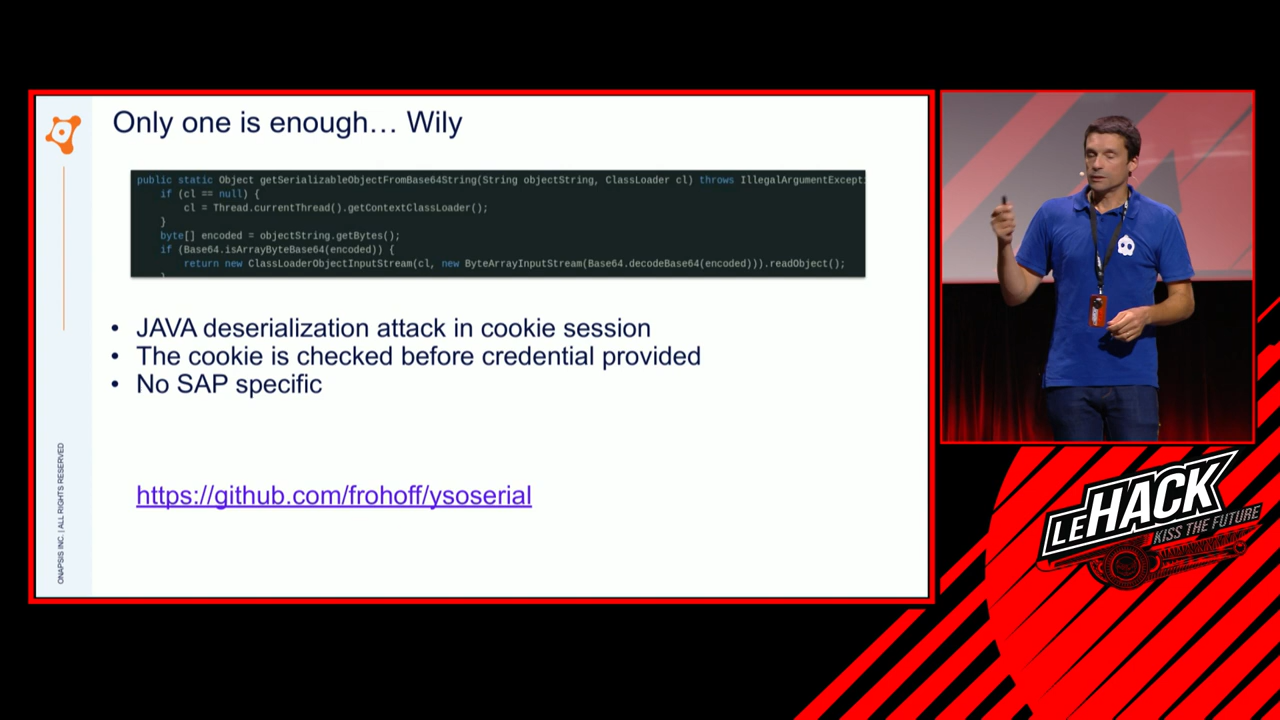 Only one is enough… Wily
public static Object getSerializableObjectFromBase64String(String objectString, ClassLoader cl) throws IllegalArgumentExcept
if (cl == null) {
cl = Thread.currentThread().getContextClassLoader();
}
byte[] encoded = objectString.getBytes();
if (Base64.isArrayByteBase64(encoded)) {
return new ClassLoaderObjectInputStream(cl, new ByteArrayInputStream(Base64.decodeBase64(encoded))).readObject();
}
• JAVA deserialization attack in cookie session
• The cookie is checked before credential provided
• No SAP specific
https://github.com/frohoff/ysoserial
ONAPSIS INC. | ALL RIGHTS RESERVED
LEHACK
KISS THE FUTURE